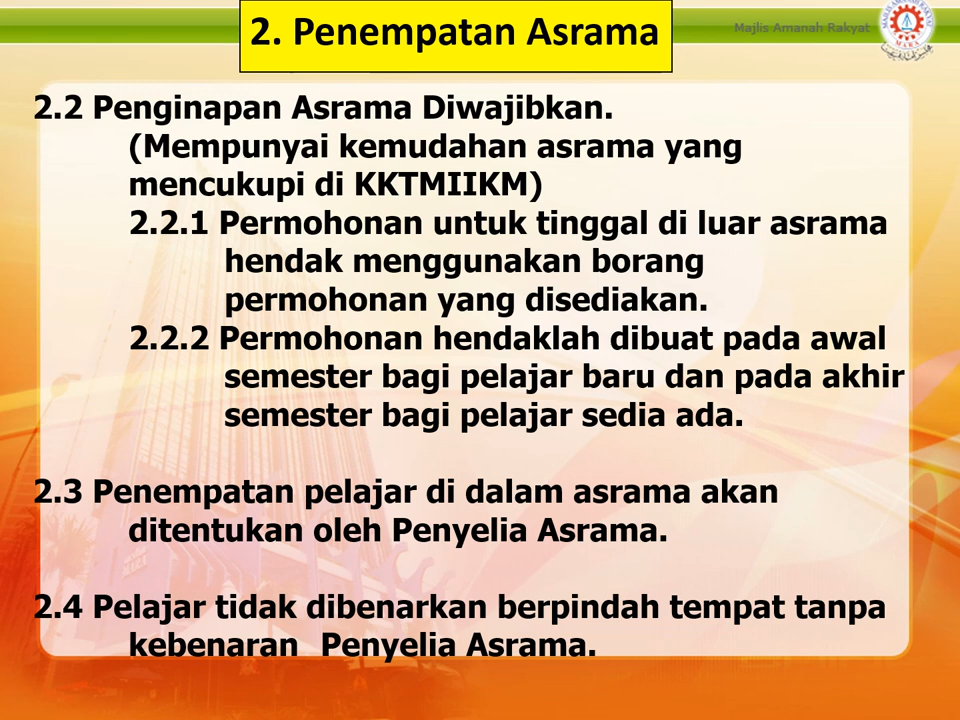 2. Penempatan Asrama
Majlis Amanah Rakyat
2.2 Penginapan Asrama Diwajibkan.
(Mempunyai kemudahan asrama yang
mencukupi di KKTMIIKM)
2.2.1 Permohonan untuk tinggal di luar asrama
hendak menggunakan borang
permohonan yang disediakan.
2.2.2 Permohonan hendaklah dibuat pada awal
semester bagi pelajar baru dan pada akhir
semester bagi pelajar sedia ada.
2.3 Penempatan pelajar di dalam asrama akan
ditentukan oleh Penyelia Asrama.
2.4 Pelajar tidak dibenarkan berpindah tempat tanpa
kebenaran  Penyelia Asrama.